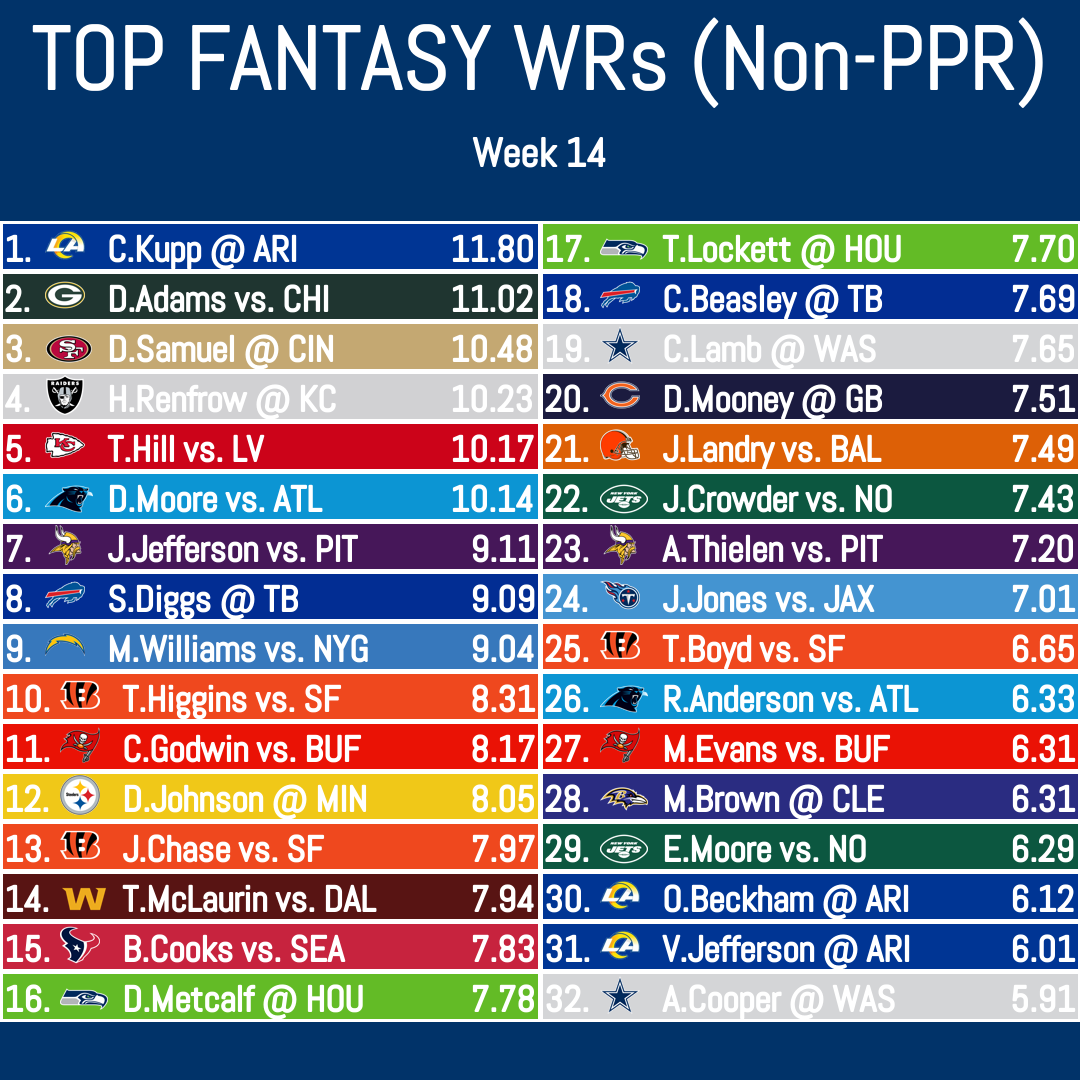 TOP FANTASY WRs (Non-PPR)
Week 14
1. C.Kupp @ ARI 11.80
2. D.Adams vs. CHI 11.02
3. D.Samuel @ CIN 10.48
4. H.Renfrow @ KC 10.23
5. T.Hill vs. LV 10.17
6. D.Moore vs. ATL 10.14
7. J.Jefferson vs. PIT 9.11
8. S.Diggs @ TB 9.09
9. M.Williams vs. NYG 9.04
10. T.Higgins vs. SF 8.31
11. C.Godwin vs. BUF 8.17
12. D.Johnson @ MIN 8.05
13. J.Chase vs. SF 7.97
14. T.McLaurin vs. DAL 7.94
15. B.Cooks vs. SEA 7.83
16. D.Metcalf @ HOU 7.78
17. T.Lockett @ HOU 7.70
18. C.Beasley @ TB 7.69
19. C.Lamb @ WAS 7.65
20. D.Mooney @ GB 7.51
21. J.Landry vs. BAL 7.49
22. J.Crowder vs. NO 7.43
23. A.Thielen vs. PIT 7.20
24. J.Jones vs. JAX 7.01
25. T.Boyd vs. SF 6.65
26. R.Anderson vs. ATL 6.33
27. M.Evans vs. BUF 6.31
28. M.Brown @ CLE 6.31
29. E.Moore vs. NO 6.29
30. O.Beckham @ ARI 6.12
31. V.Jefferson @ ARI 6.01
32. A.Cooper @ WAS 5.91